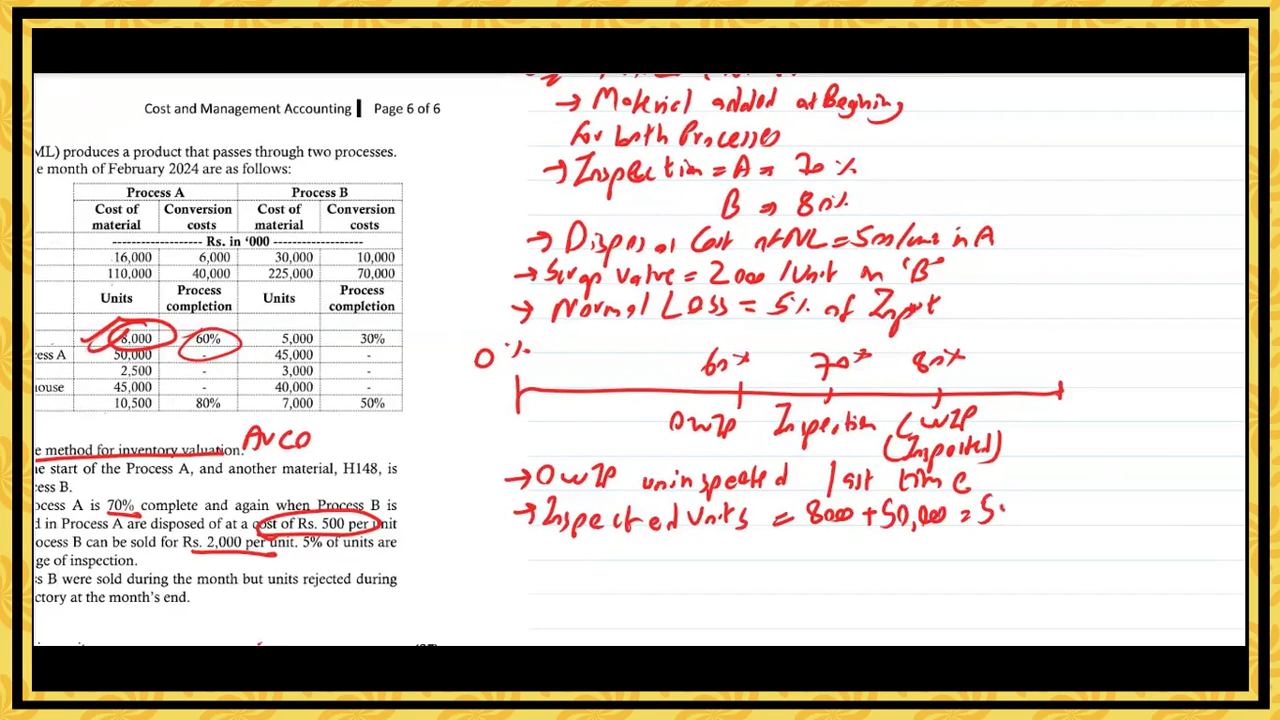 Cost and Management Accounting | Page 6 of 6
ML) produces a product that passes through two processes.
e month of February 2024 are as follows:
Process A Process B
Cost of material Conversion costs Cost of material Conversion costs
-------------------- Rs. in ‘000 --------------------
16,000 6,000 30,000 10,000
110,000 40,000 225,000 70,000
Units Process completion Units Process completion
8,000 60% 5,000 30%
ess A 50,000 - 45,000 -
2,500 - 3,000 -
ouse 45,000 - 40,000 -
10,500 80% 7,000 50%
e method for inventory valuation. AVCO
e start of the Process A, and another material, H148, is
ess B.
ocess A is 70% complete and again when Process B is
d in Process A are disposed of at a cost of Rs. 500 per unit
ocess B can be sold for Rs. 2,000 per unit. 5% of units are
ge of inspection.
s B were sold during the month but units rejected during
ctory at the month’s end.
→ Material added at Begining
for both Processes
→ Inspection = A = 70%
B ⇒ 80%
→ Disposal Cost of NL = 500/unit in A
→ Scrap Value = 2000/Unit in 'B'
→ Normal Loss = 5% of Input
0% 60% 70% 80%
OWIP Inspection CWIP
(Inspected)
→ OWIP uninspected last time
→ Inspected Units = 8000 + 50,000 = 5